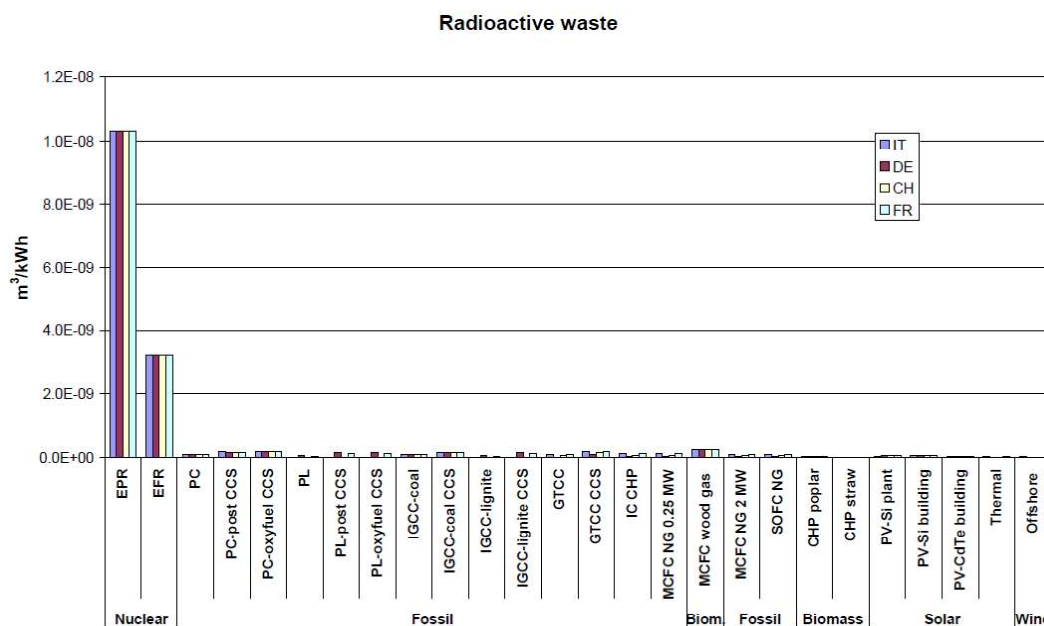 Radioactive waste
m³/kWh
1.2E-08
1.0E-08
8.0E-09
6.0E-09
4.0E-09
2.0E-09
0.0E+00
IT
DE
CH
FR
EPR
EFR
PC
PC-post CCS
PC-oxyfuel CCS
PL
PL-post CCS
PL-oxyfuel CCS
IGCC-coal
IGCC-coal CCS
IGCC-lignite
IGCC-lignite CCS
GTCC
GTCC CCS
IC CHP
MCFC NG 0.25 MW
MCFC wood gas
MCFC NG 2 MW
SOFC NG
CHP poplar
CHP straw
PV-Si plant
PV-Si building
PV-CdTe building
Thermal
Offshore
Nuclear Fossil Biom. Fossil Biomass Solar Wind